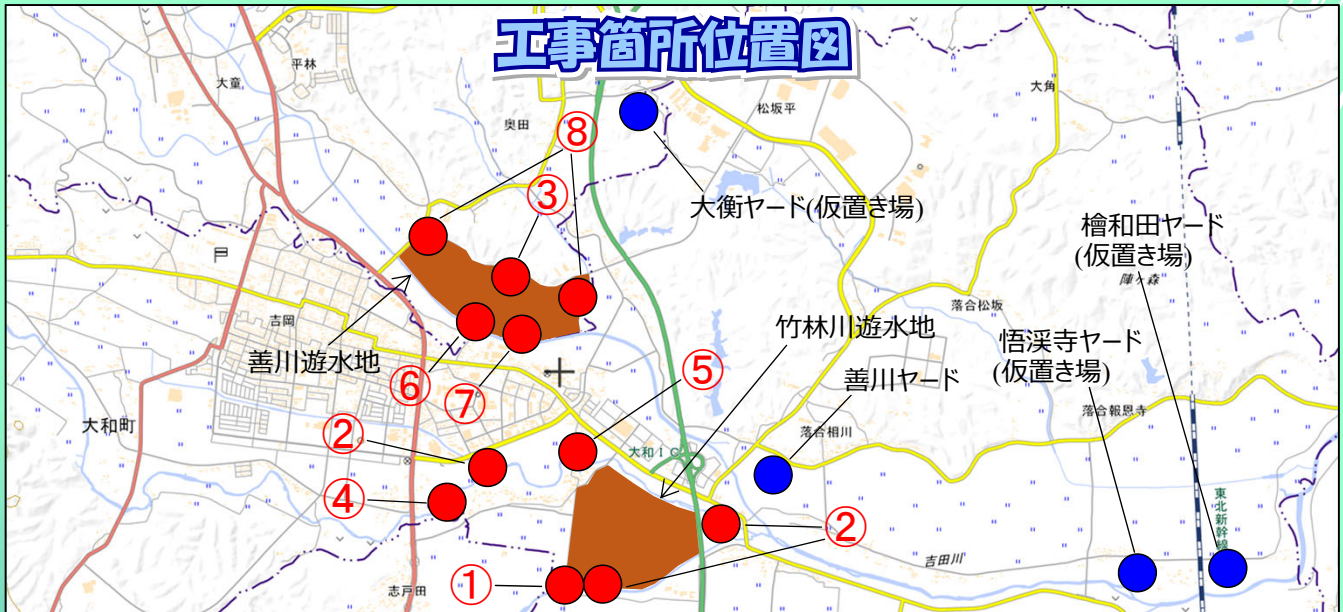 工事箇所位置図
平林
大童
奥田
松坂平
大角
⑧
③
大衡ヤード(仮置き場)
檜和田ヤード
(仮置き場)
陣ヶ森
戸
吉岡
善川遊水地
竹林川遊水地
落合松坂
悟渓寺ヤード
(仮置き場)
⑤
⑥
⑦
善川ヤード
落合報恩寺
大和町
②
大和IC
落合相川
④
東北新幹線
②
吉田川
①
志戸田